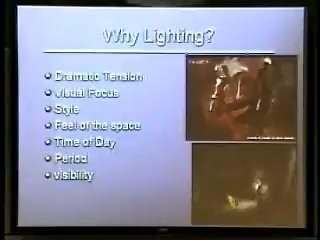 Why Lighting?
Dramatic Tension
Visual Focus
Style
Feel of the space
Time of Day
Period
visibility